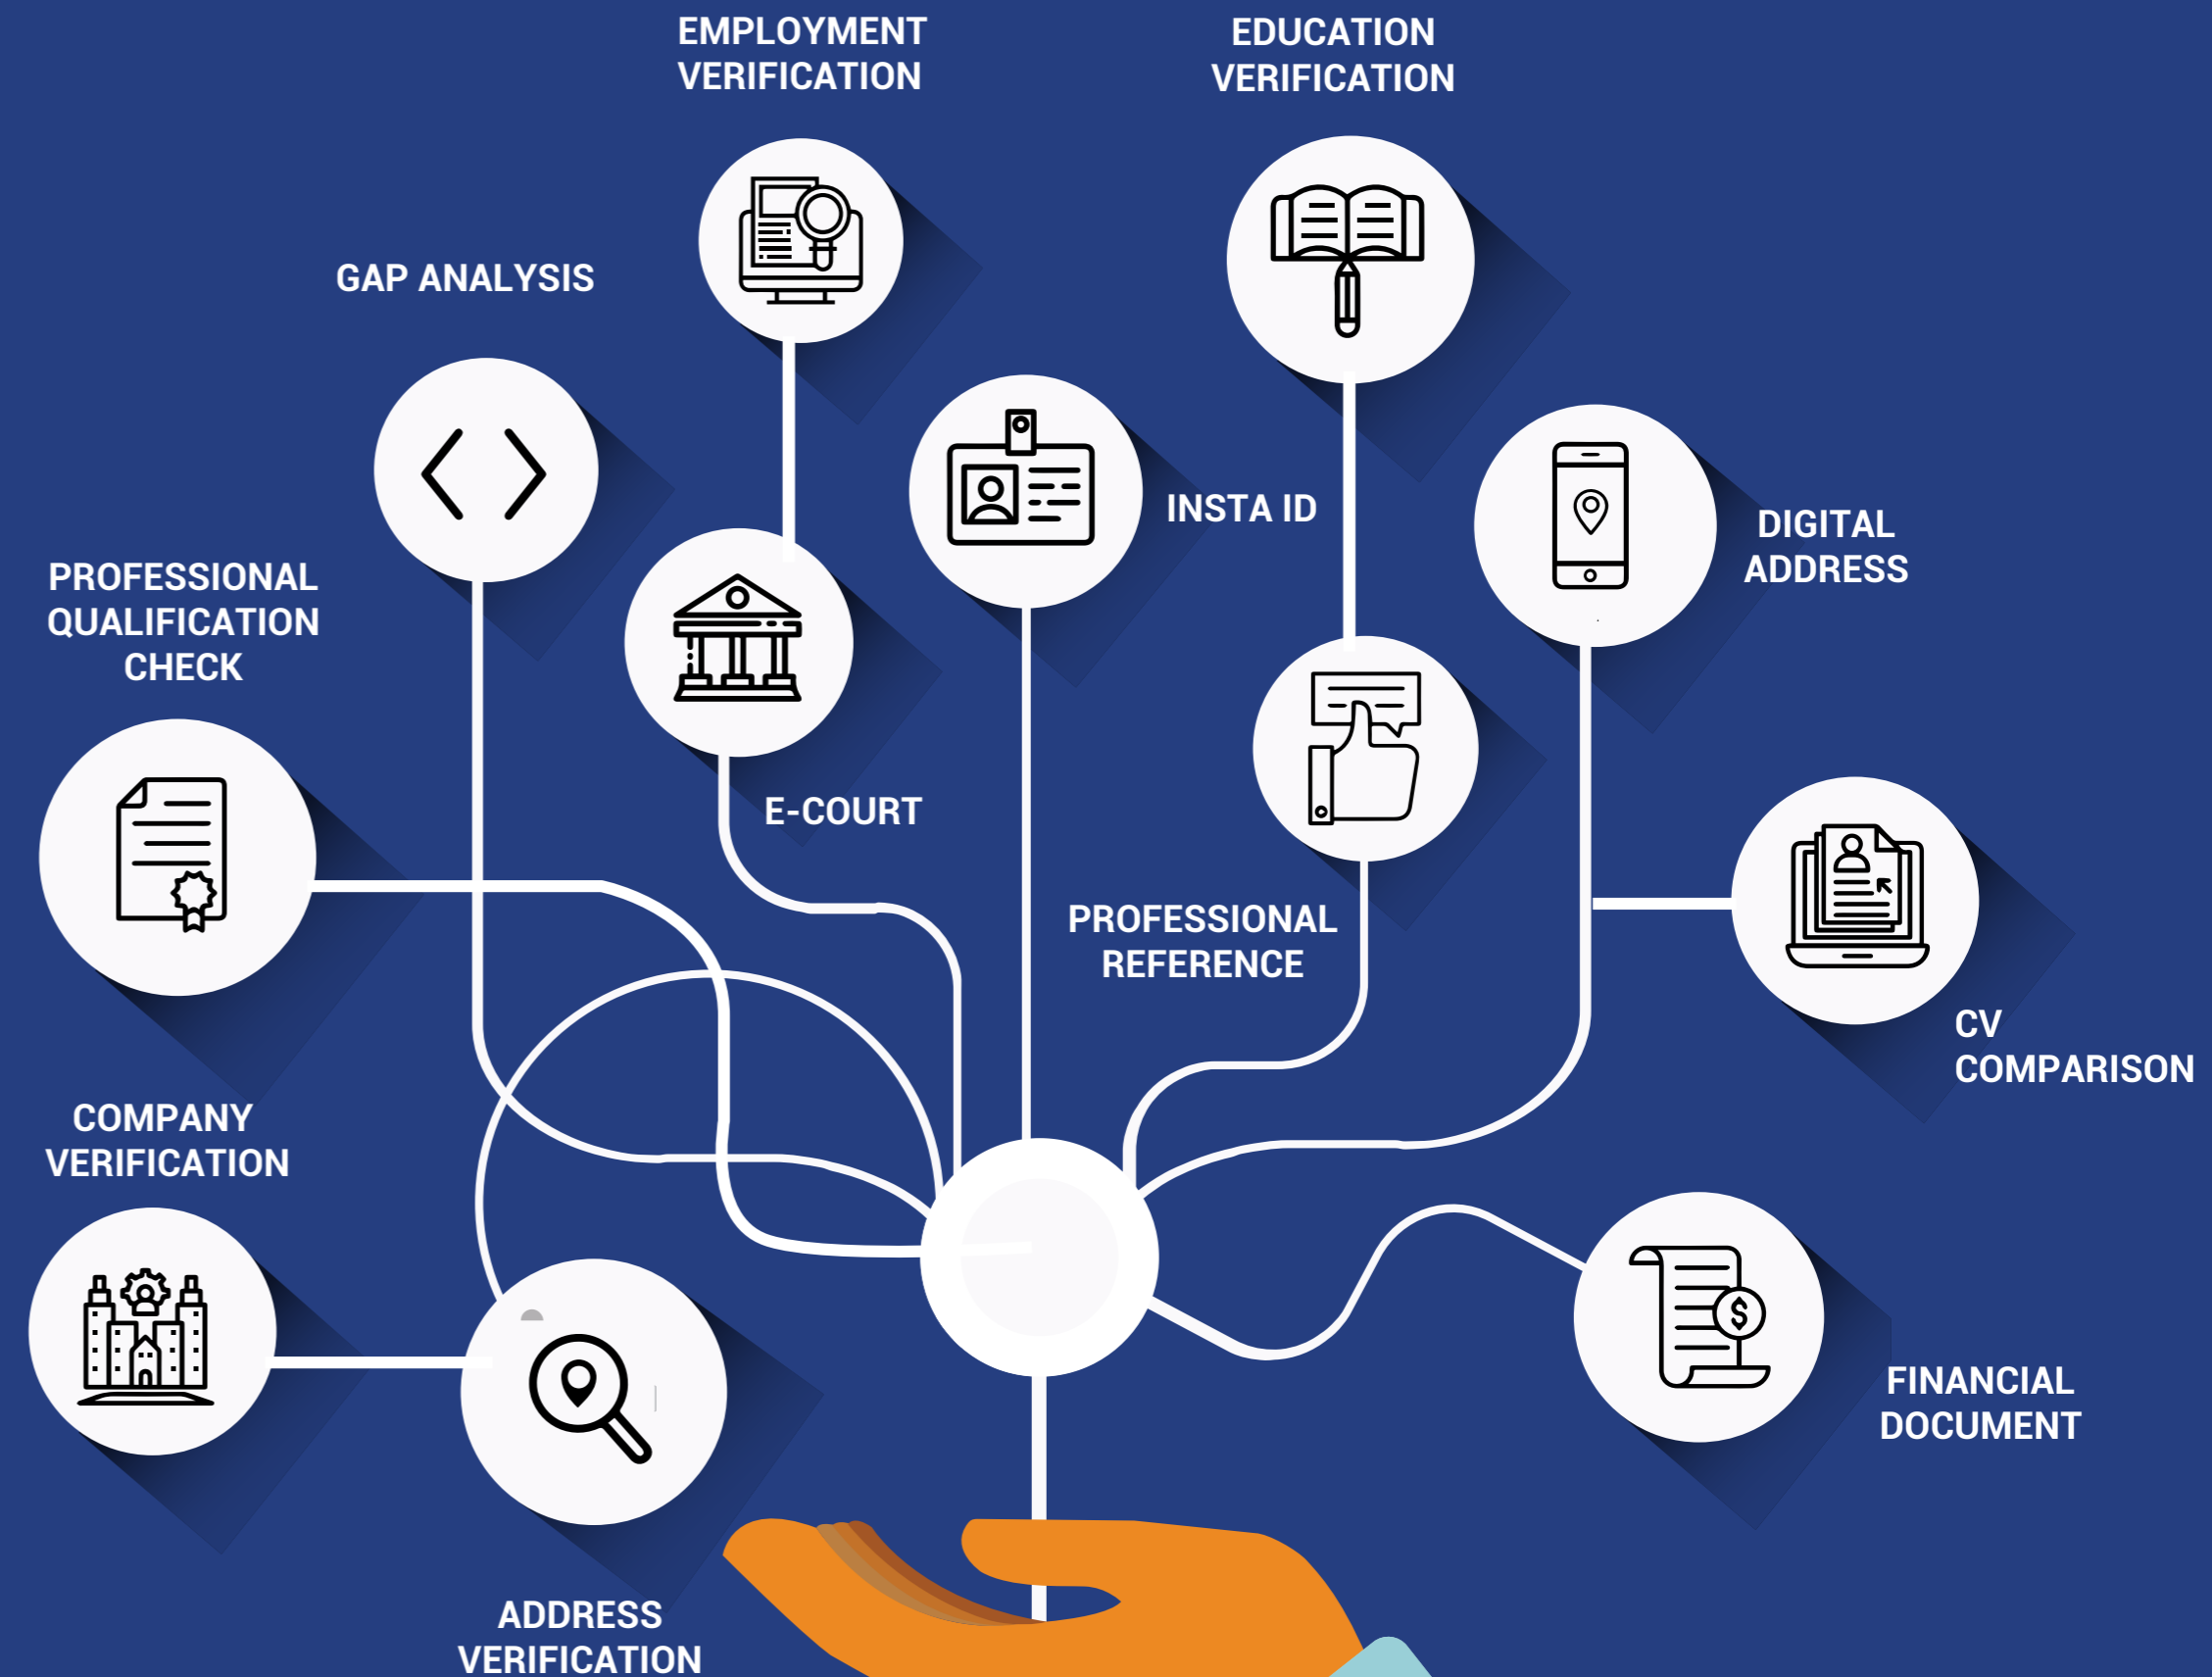 EMPLOYMENT
VERIFICATION
EDUCATION
VERIFICATION
GAP ANALYSIS
INSTA ID
DIGITAL
ADDRESS
PROFESSIONAL
QUALIFICATION
CHECK
E-COURT
PROFESSIONAL
REFERENCE
CV
COMPARISON
COMPANY
VERIFICATION
FINANCIAL
DOCUMENT
ADDRESS
VERIFICATION